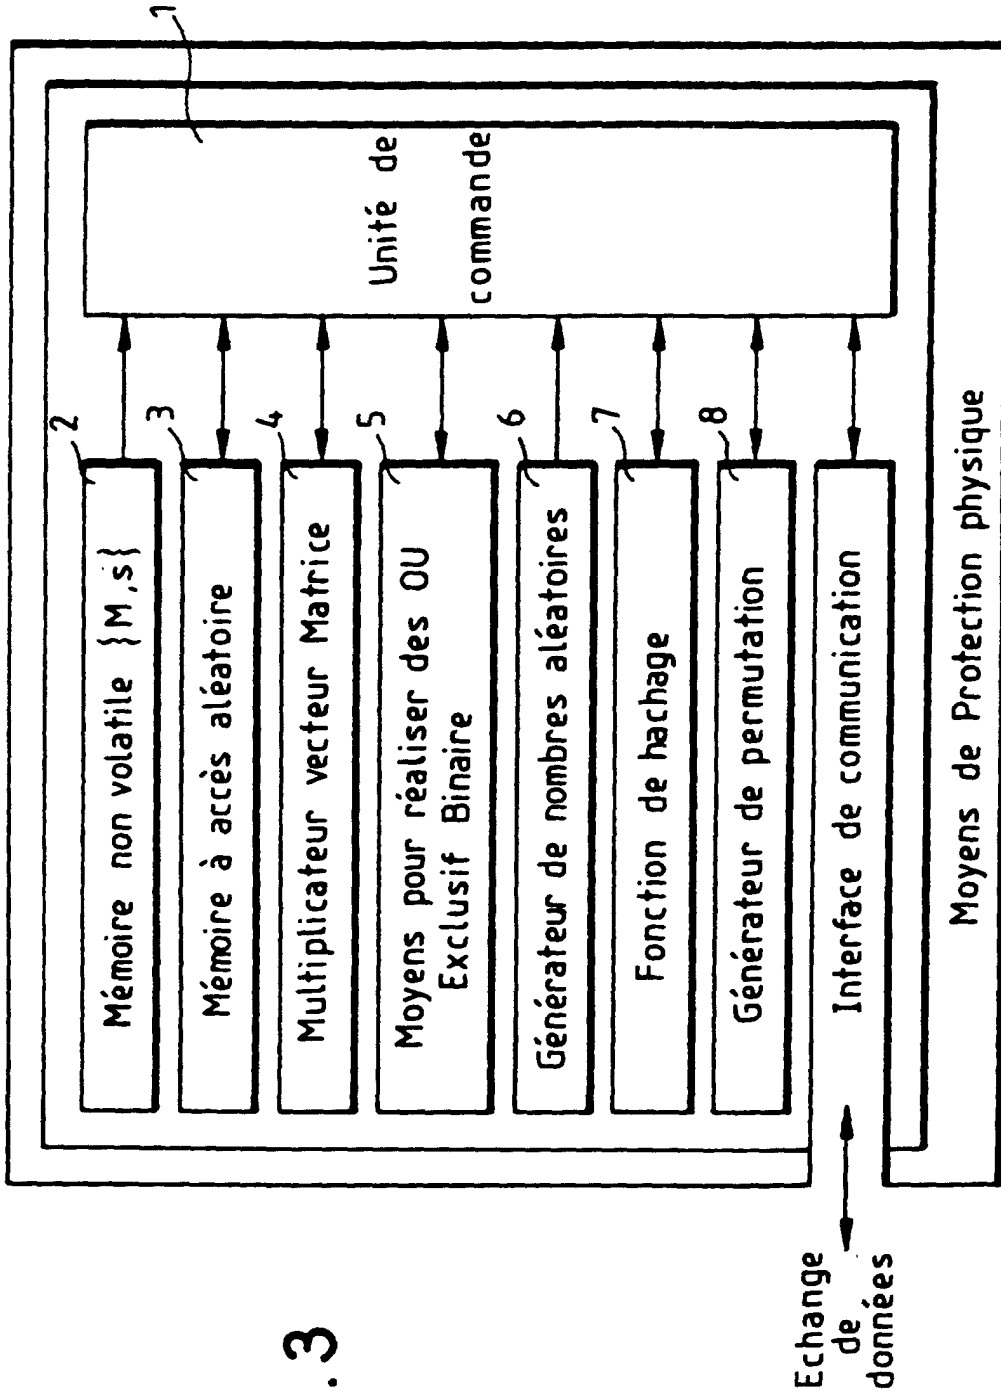 1
Unité de
commande
2
Mémoire non volatile }M,s{
3
Mémoire à accès aléatoire
4
Multiplicateur vecteur Matrice
5
Moyens pour réaliser des OU
Exclusif Binaire
6
Générateur de nombres aléatoires
7
Fonction de hachage
8
Générateur de permutation
Interface de communication
Moyens de Protection physique
Echange
de
données
.3